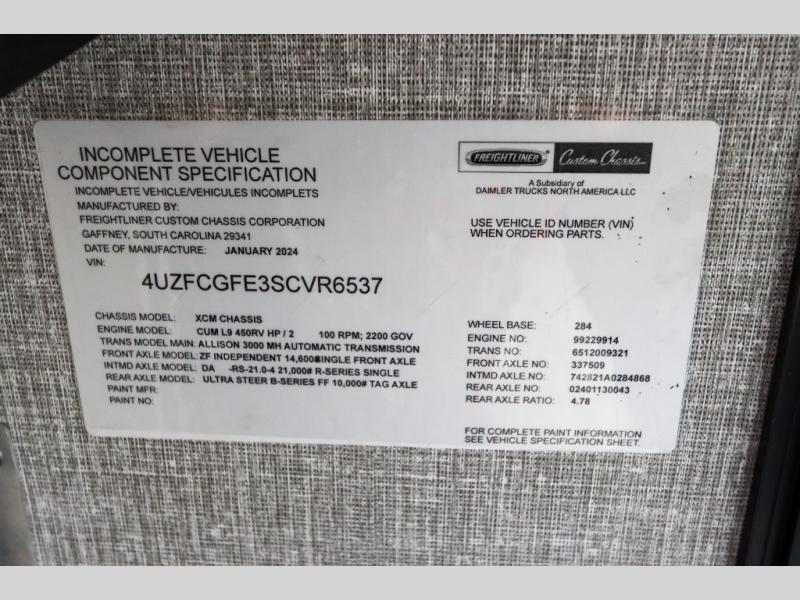 INCOMPLETE VEHICLE
COMPONENT SPECIFICATION
INCOMPLETE VEHICLE/VEHICULES INCOMPLETS
MANUFACTURED BY:
FREIGHTLINER CUSTOM CHASSIS CORPORATION
GAFFNEY, SOUTH CAROLINA 29341
DATE OF MANUFACTURE: JANUARY 2024
VIN:
4UZFCGFE3SCVR6537
FREIGHTLINER Custom Chassis
A Subsidiary of
DAIMLER TRUCKS NORTH AMERICA LLC
USE VEHICLE ID NUMBER (VIN)
WHEN ORDERING PARTS.
CHASSIS MODEL: XCM CHASSIS
ENGINE MODEL: CUM L9 450RV HP / 2 100 RPM; 2200 GOV
TRANS MODEL MAIN: ALLISON 3000 MH AUTOMATIC TRANSMISSION
FRONT AXLE MODEL: ZF INDEPENDENT 14,600# SINGLE FRONT AXLE
INTMD AXLE MODEL: DA -RS-21.0-4 21,000# R-SERIES SINGLE
REAR AXLE MODEL: ULTRA STEER B-SERIES FF 10,000# TAG AXLE
PAINT MFR:
PAINT NO:
WHEEL BASE: 284
ENGINE NO: 99229914
TRANS NO: 6512009321
FRONT AXLE NO: 337509
INTMD AXLE NO: 742821A0284868
REAR AXLE NO: 02401130043
REAR AXLE RATIO: 4.78
FOR COMPLETE PAINT INFORMATION
SEE VEHICLE SPECIFICATION SHEET.